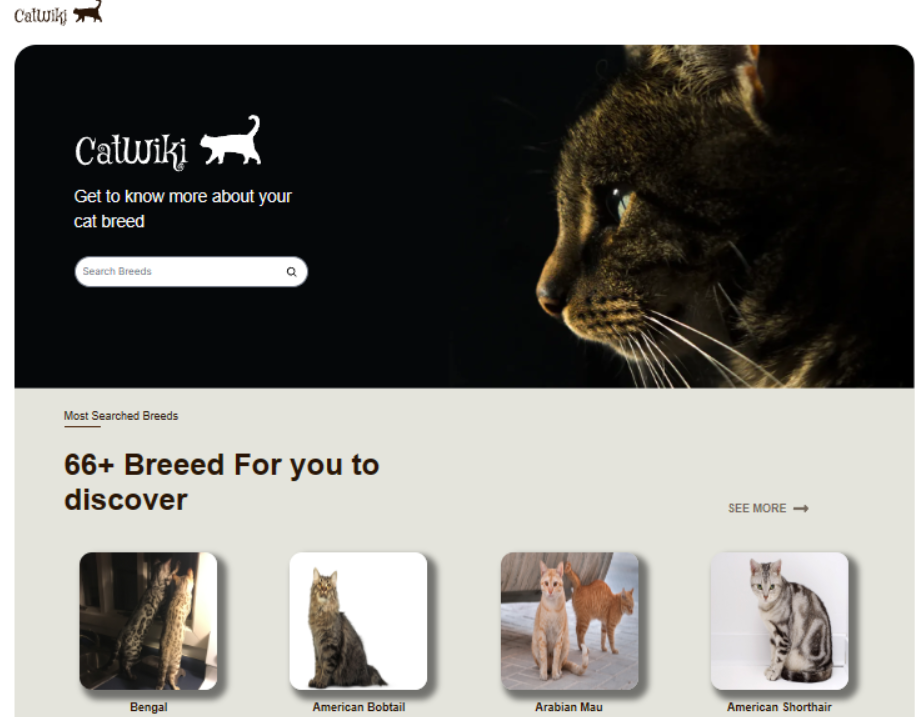 CatWiki
CatWiki
Get to know more about your
cat breed
Search Breeds
Most Searched Breeds
66+ Breeed For you to
discover
SEE MORE
Bengal
American Bobtail
Arabian Mau
American Shorthair